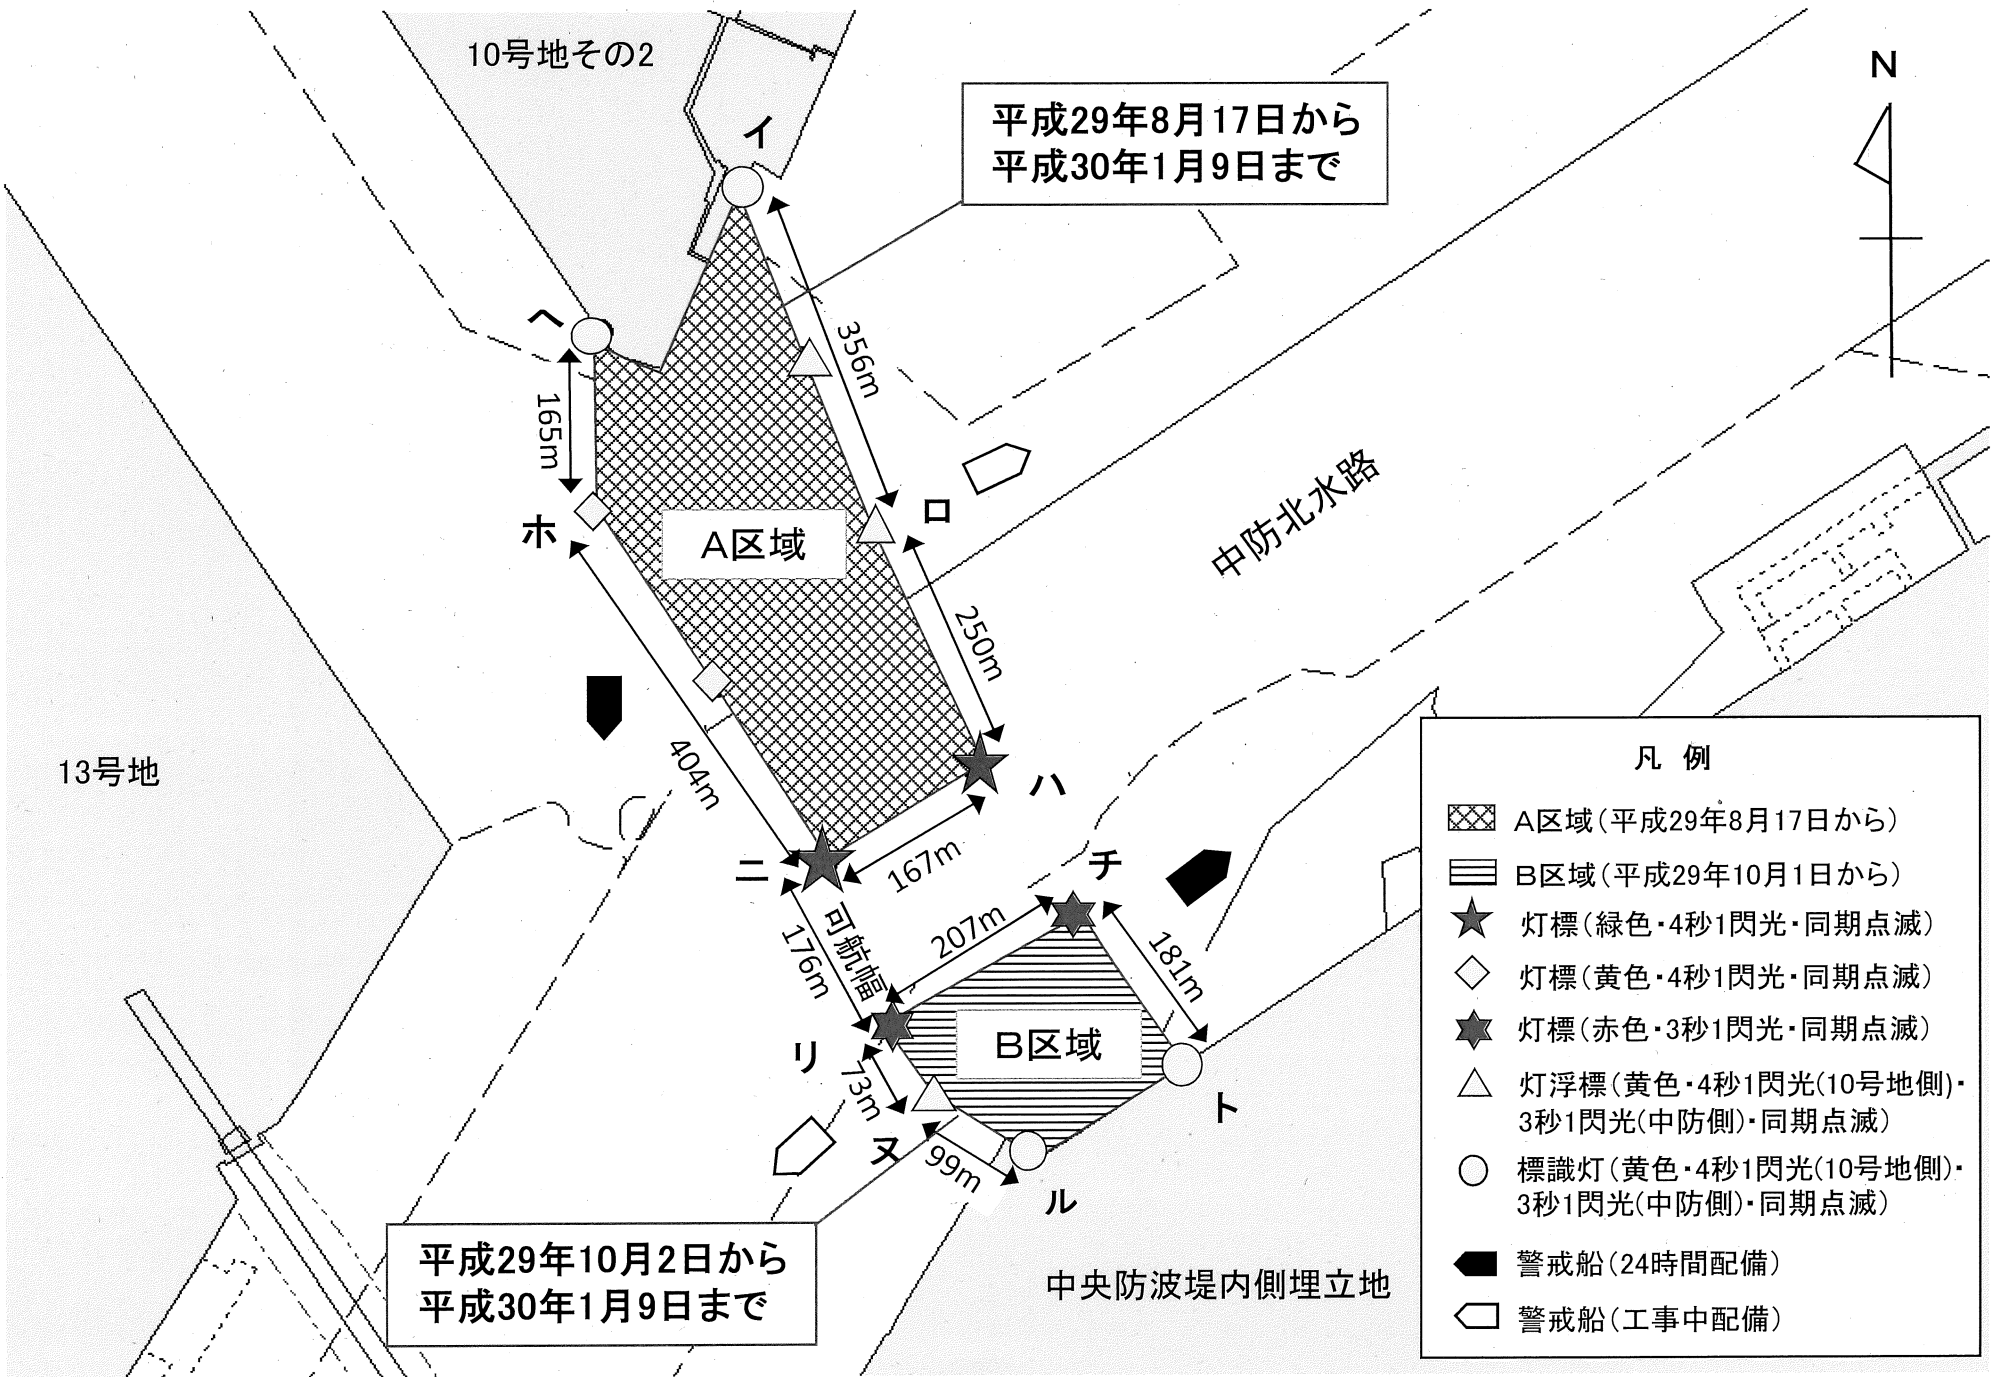 10号地その2
N
イ
平成29年8月17日から
平成30年1月9日まで
ヘ
356m
165m
ロ
ホ
A区域
中防北水路
250m
13号地
404m
ハ
ニ
167m
チ
可航幅
176m
207m
181m
B区域
リ
73m
ヌ
99m
ト
ル
平成29年10月2日から
平成30年1月9日まで
中央防波堤内側埋立地
凡 例
A区域(平成29年8月17日から)
B区域(平成29年10月1日から)
灯標(緑色・4秒1閃光・同期点滅)
灯標(黄色・4秒1閃光・同期点滅)
灯標(赤色・3秒1閃光・同期点滅)
灯浮標(黄色・4秒1閃光(10号地側)・
3秒1閃光(中防側)・同期点滅)
標識灯(黄色・4秒1閃光(10号地側)・
3秒1閃光(中防側)・同期点滅)
警戒船(24時間配備)
警戒船(工事中配備)